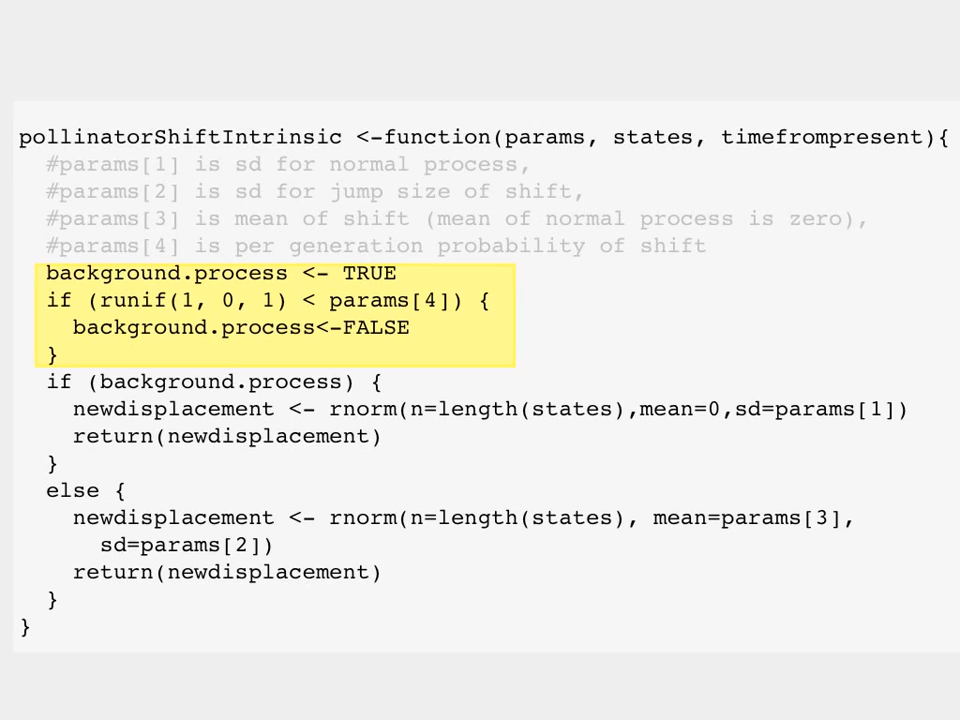 pollinatorShiftIntrinsic <-function(params, states, timefrompresent){
  #params[1] is sd for normal process,
  #params[2] is sd for jump size of shift,
  #params[3] is mean of shift (mean of normal process is zero),
  #params[4] is per generation probability of shift
  background.process <- TRUE
  if (runif(1, 0, 1) < params[4]) {
    background.process<-FALSE
  }
  if (background.process) {
    newdisplacement <- rnorm(n=length(states),mean=0,sd=params[1])
    return(newdisplacement)
  }
  else {
    newdisplacement <- rnorm(n=length(states), mean=params[3],
      sd=params[2])
    return(newdisplacement)
  }
}